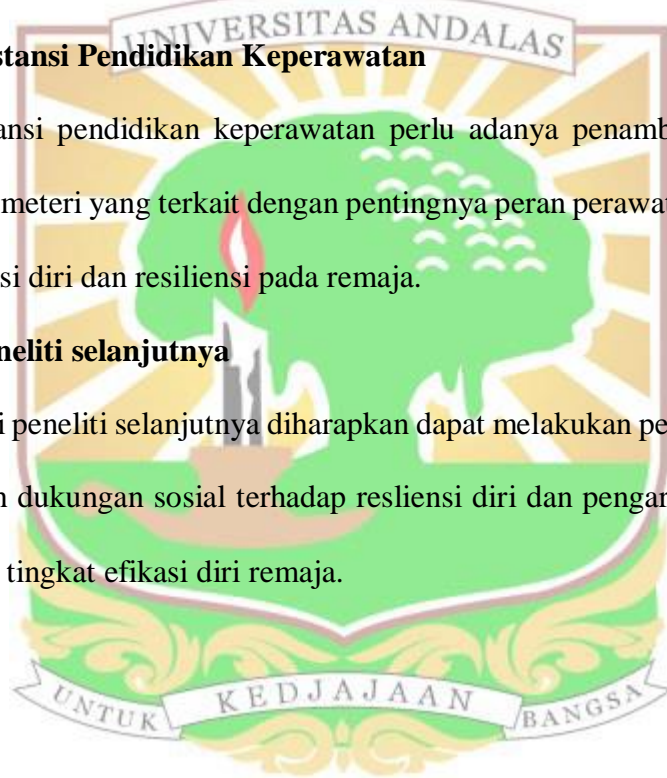 UNIVERSITAS ANDALAS
stansi Pendidikan Keperawatan
ansi pendidikan keperawatan perlu adanya penamb
meteri yang terkait dengan pentingnya peran perawat
si diri dan resiliensi pada remaja.
neliti selanjutnya
i peneliti selanjutnya diharapkan dapat melakukan pe
n dukungan sosial terhadap resliensi diri dan pengar
tingkat efikasi diri remaja.
UNTUK KEDJAJAAN BANGSA